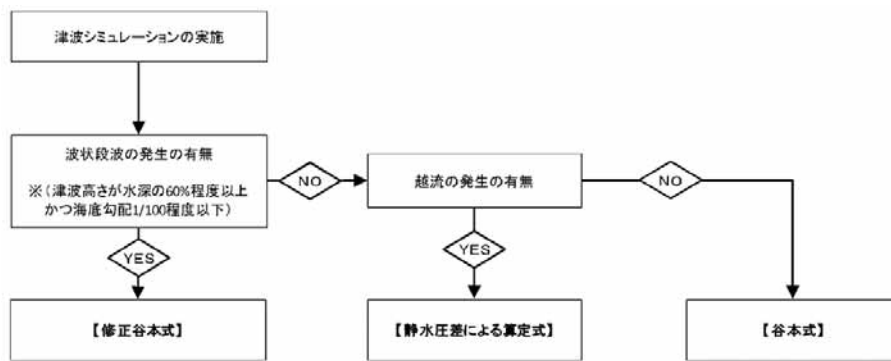 津波シミュレーションの実施
波状段波の発生の有無
※(津波高さが水深の60%程度以上
かつ海底勾配1/100程度以下)
NO
越流の発生の有無
NO
YES
YES
【修正谷本式】
【静水圧差による算定式】
【谷本式】